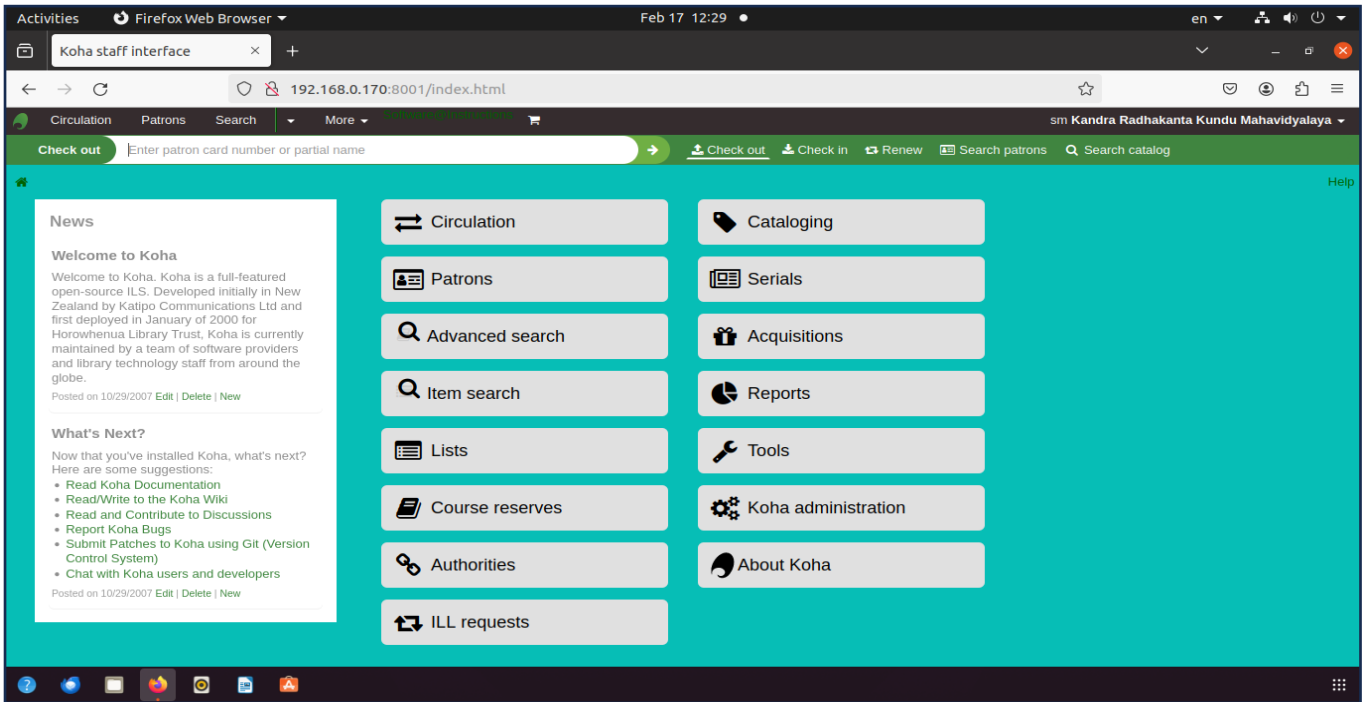 Activities Firefox Web Browser Feb 17 12:29 en
Koha staff interface
192.168.0.170:8001/index.html
Circulation Patrons Search More sm Kandra Radhakanta Kundu Mahavidyalaya
Check out Enter patron card number or partial name Check out Check in Renew Search patrons Search catalog
Help
News
Welcome to Koha
Welcome to Koha. Koha is a full-featured
open-source ILS. Developed initially in New
Zealand by Katipo Communications Ltd and
first deployed in January of 2000 for
Horowhenua Library Trust, Koha is currently
maintained by a team of software providers
and library technology staff from around the
globe.
Posted on 10/29/2007 Edit | Delete | New
What's Next?
Now that you've installed Koha, what's next?
Here are some suggestions:
• Read Koha Documentation
• Read/Write to the Koha Wiki
• Read and Contribute to Discussions
• Report Koha Bugs
• Submit Patches to Koha using Git (Version
Control System)
• Chat with Koha users and developers
Posted on 10/29/2007 Edit | Delete | New
Circulation
Patrons
Advanced search
Item search
Lists
Course reserves
Authorities
ILL requests
Cataloging
Serials
Acquisitions
Reports
Tools
Koha administration
About Koha